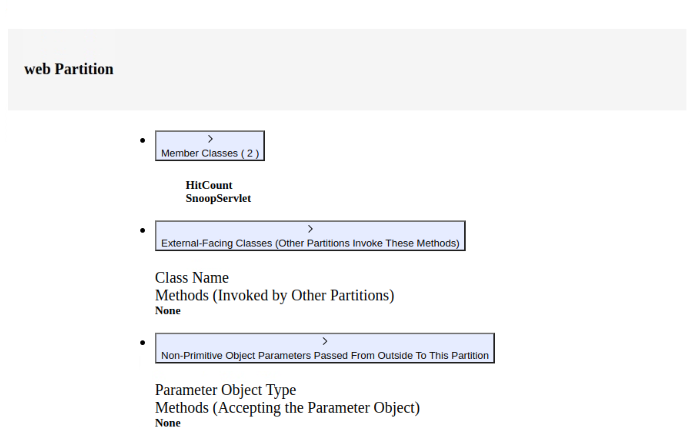 web Partition
Member Classes ( 2 )
HitCount
SnoopServlet
External-Facing Classes (Other Partitions Invoke These Methods)
Class Name
Methods (Invoked by Other Partitions)
None
Non-Primitive Object Parameters Passed From Outside To This Partition
Parameter Object Type
Methods (Accepting the Parameter Object)
None